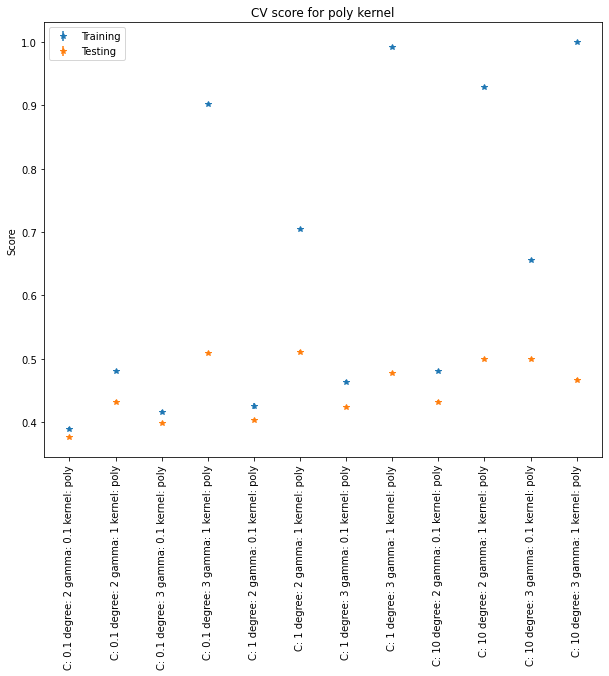 CV score for poly kernel
Training
Testing
1.0
0.9
0.8
0.7
0.6
0.5
0.4
Score
C: 0.1 degree: 2 gamma: 0.1 kernel: poly
C: 0.1 degree: 2 gamma: 1 kernel: poly
C: 0.1 degree: 3 gamma: 0.1 kernel: poly
C: 0.1 degree: 3 gamma: 1 kernel: poly
C: 1 degree: 2 gamma: 0.1 kernel: poly
C: 1 degree: 2 gamma: 1 kernel: poly
C: 1 degree: 3 gamma: 0.1 kernel: poly
C: 1 degree: 3 gamma: 1 kernel: poly
C: 10 degree: 2 gamma: 0.1 kernel: poly
C: 10 degree: 2 gamma: 1 kernel: poly
C: 10 degree: 3 gamma: 0.1 kernel: poly
C: 10 degree: 3 gamma: 1 kernel: poly